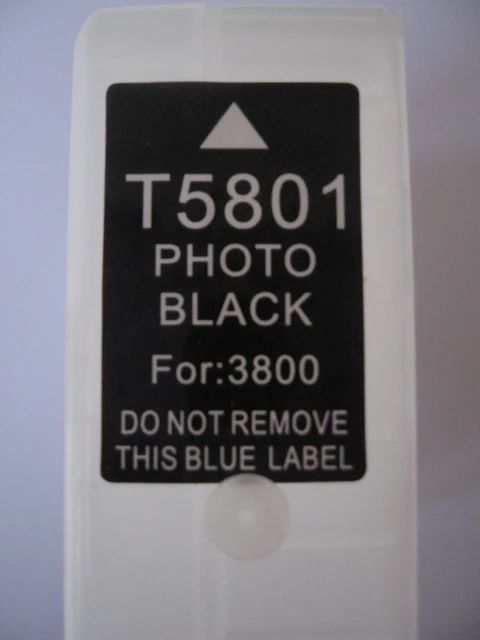 T5801
PHOTO
BLACK
For:3800
DO NOT REMOVE
THIS BLUE LABEL